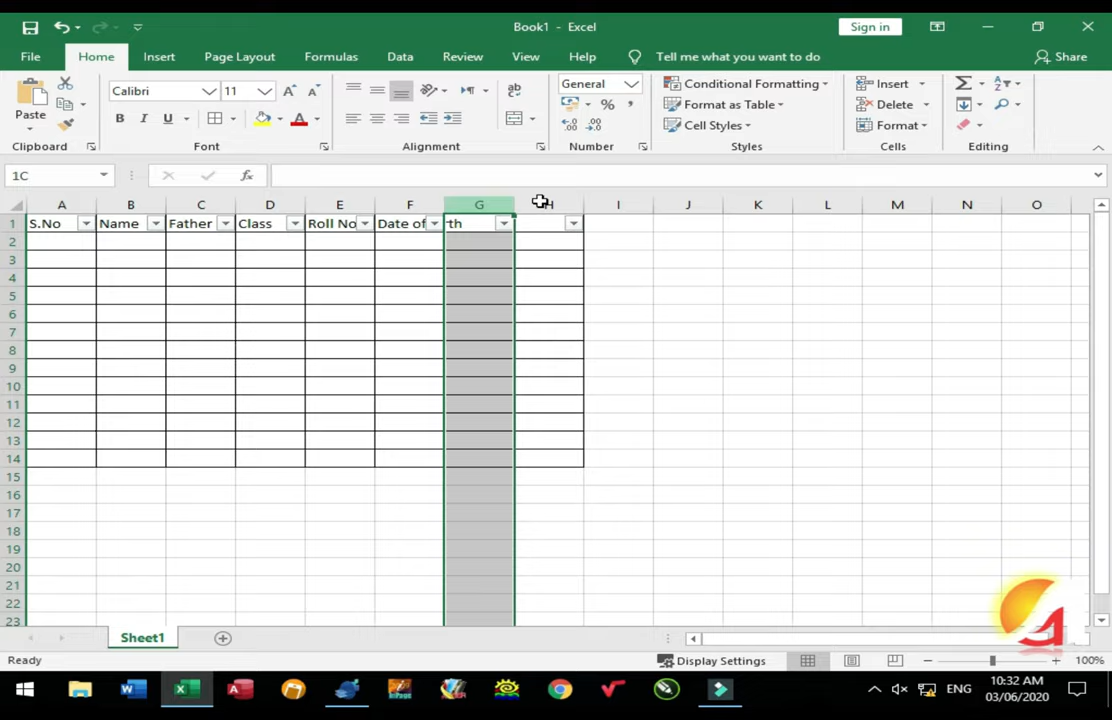 Book1 - Excel
Sign in
File Home Insert Page Layout Formulas Data Review View Help Tell me what you want to do Share
Paste
Calibri 11
B I U A
General
% ,
Conditional Formatting
Format as Table
Cell Styles
Insert
Delete
Format
Clipboard Font Alignment Number Styles Cells Editing
1C fx
A B C D E F G H I J K L M N O
1 S.No Name Father Class Roll No Date of th
2
3
4
5
6
7
8
9
10
11
12
13
14
15
16
17
18
19
20
21
22
23
Sheet1
Ready Display Settings 100%
ENG
10:32 AM
03/06/2020